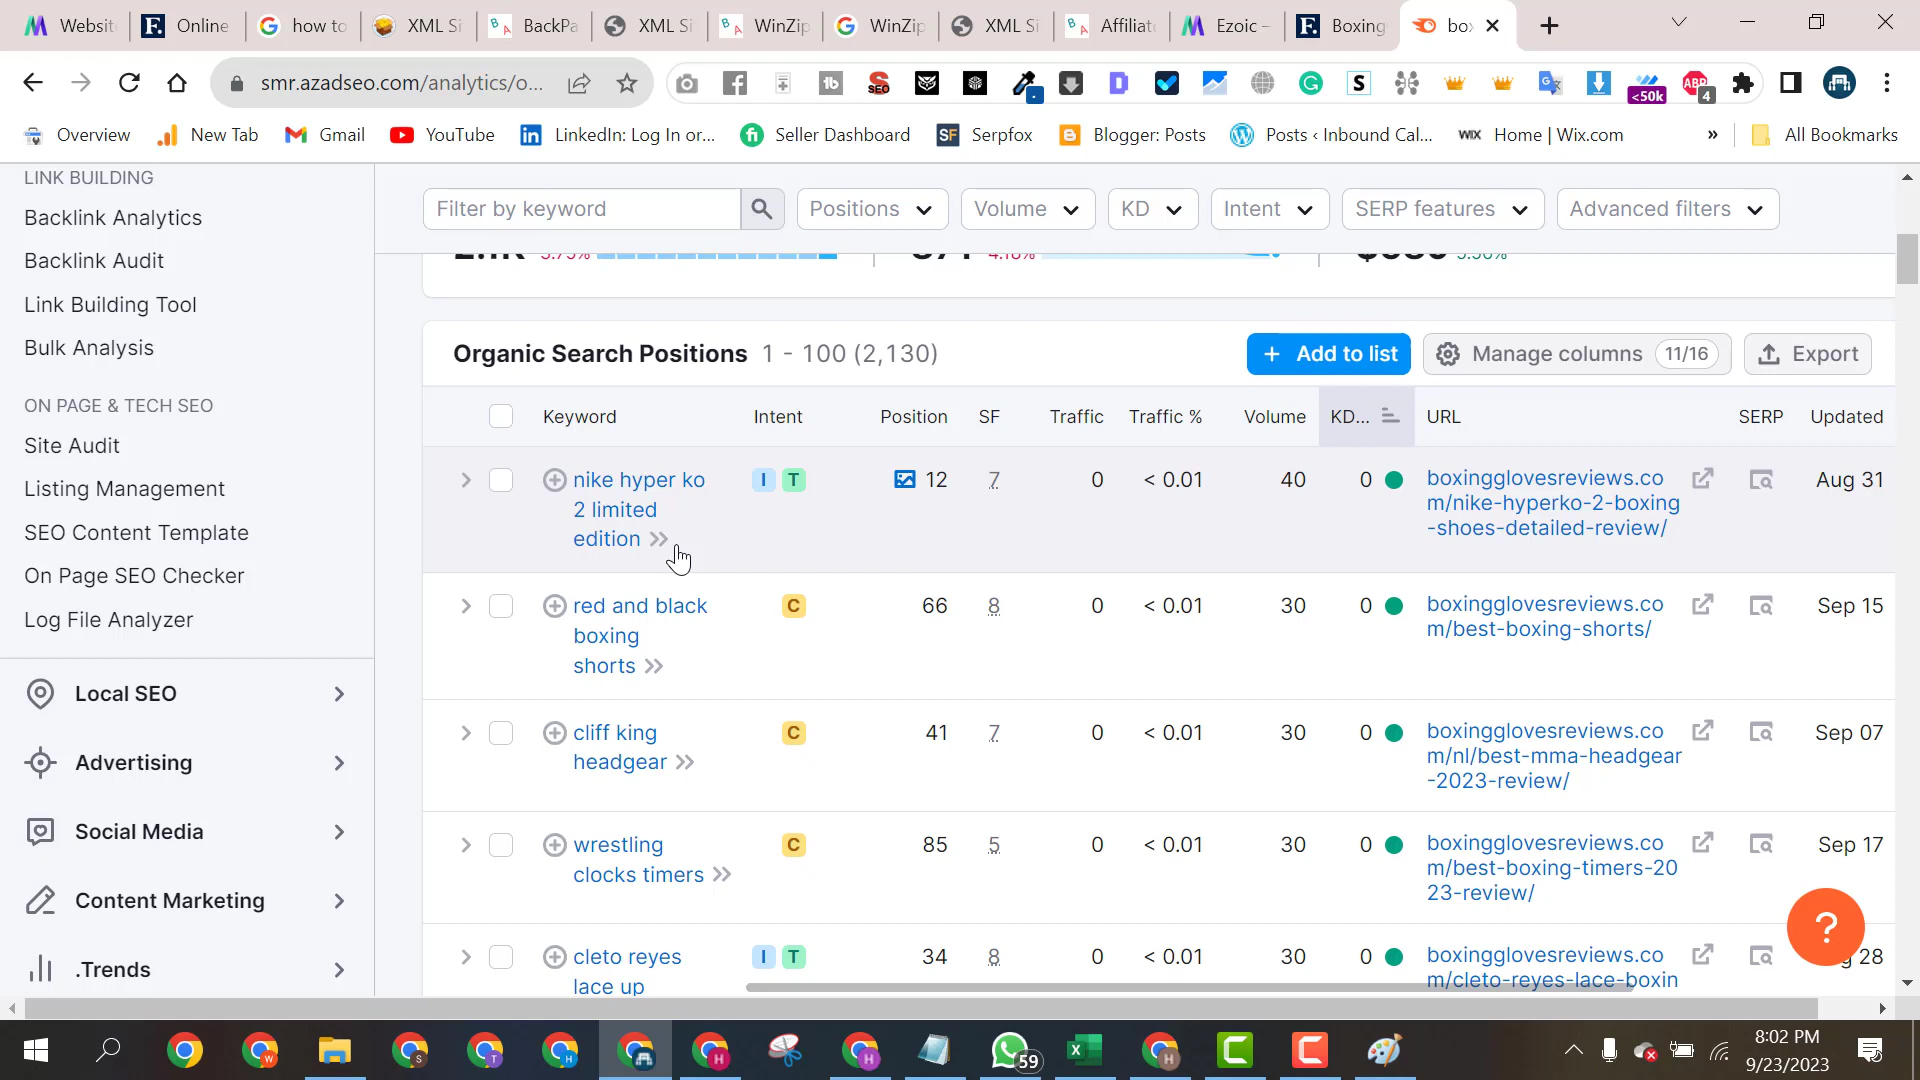 Websit
Online
how to
XML Si
BackPa
XML Si
WinZip
WinZip
XML Si
Affiliat
Ezoic -
Boxing
box
smr.azadseo.com/analytics/o...
<50k
4
Overview
New Tab
Gmail
YouTube
LinkedIn: Log In or...
Seller Dashboard
Serpfox
Blogger: Posts
Posts ‹ Inbound Cal...
Home | Wix.com
»
All Bookmarks
LINK BUILDING
Backlink Analytics
Backlink Audit
Link Building Tool
Bulk Analysis
ON PAGE & TECH SEO
Site Audit
Listing Management
SEO Content Template
On Page SEO Checker
Log File Analyzer
Local SEO
Advertising
Social Media
Content Marketing
.Trends
Filter by keyword
Positions
Volume
KD
Intent
SERP features
Advanced filters
Organic Search Positions 1 - 100 (2,130)
+ Add to list
Manage columns 11/16
Export
Keyword Intent Position SF Traffic Traffic % Volume KD... URL SERP Updated
nike hyper ko
2 limited
edition
I T 12 7 0 < 0.01 40 0
boxingglovesreviews.co
m/nike-hyperko-2-boxing
-shoes-detailed-review/
Aug 31
red and black
boxing
shorts
C 66 8 0 < 0.01 30 0
boxingglovesreviews.co
m/best-boxing-shorts/
Sep 15
cliff king
headgear
C 41 7 0 < 0.01 30 0
boxingglovesreviews.co
m/nl/best-mma-headgear
-2023-review/
Sep 07
wrestling
clocks timers
C 85 5 0 < 0.01 30 0
boxingglovesreviews.co
m/best-boxing-timers-20
23-review/
Sep 17
cleto reyes
lace up
I T 34 8 0 < 0.01 30 0
boxingglovesreviews.co
m/cleto-reyes-lace-boxin
28
?
59
8:02 PM
9/23/2023